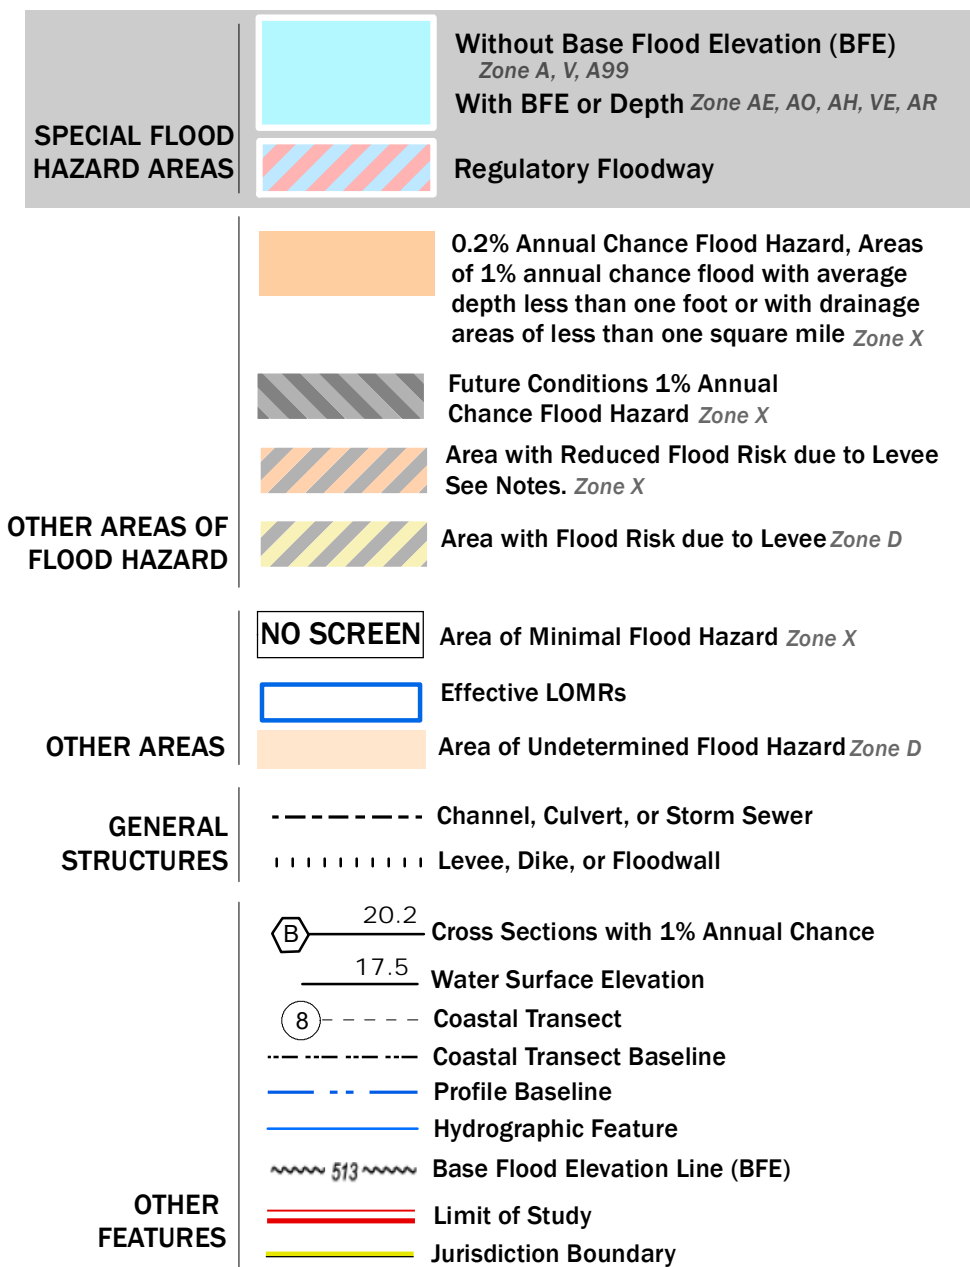 SPECIAL FLOOD
HAZARD AREAS
Without Base Flood Elevation (BFE)
Zone A, V, A99
With BFE or Depth Zone AE, AO, AH, VE, AR
Regulatory Floodway
OTHER AREAS OF
FLOOD HAZARD
0.2% Annual Chance Flood Hazard, Areas
of 1% annual chance flood with average
depth less than one foot or with drainage
areas of less than one square mile Zone X
Future Conditions 1% Annual
Chance Flood Hazard Zone X
Area with Reduced Flood Risk due to Levee
See Notes. Zone X
Area with Flood Risk due to Levee Zone D
OTHER AREAS
NO SCREEN Area of Minimal Flood Hazard Zone X
Effective LOMRs
Area of Undetermined Flood Hazard Zone D
GENERAL
STRUCTURES
Channel, Culvert, or Storm Sewer
Levee, Dike, or Floodwall
OTHER
FEATURES
B 20.2 Cross Sections with 1% Annual Chance
17.5 Water Surface Elevation
8 Coastal Transect
Coastal Transect Baseline
Profile Baseline
Hydrographic Feature
513 Base Flood Elevation Line (BFE)
Limit of Study
Jurisdiction Boundary